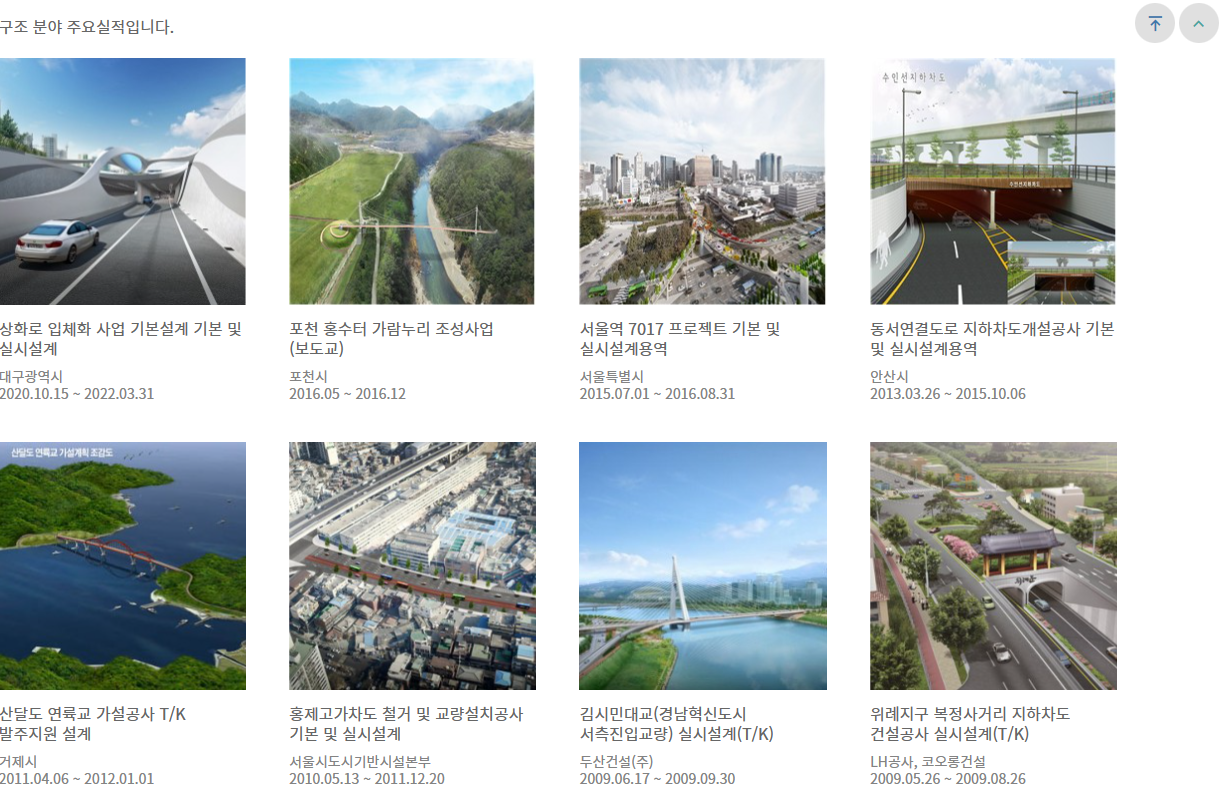 구조 분야 주요실적입니다.
수인선지하차도
수인선지하차도
상화로 입체화 사업 기본설계 기본 및
실시설계
대구광역시
2020.10.15 ~ 2022.03.31
포천 홍수터 가람누리 조성사업
(보도교)
포천시
2016.05 ~ 2016.12
서울역 7017 프로젝트 기본 및
실시설계용역
서울특별시
2015.07.01 ~ 2016.08.31
동서연결도로 지하차도개설공사 기본
및 실시설계용역
안산시
2013.03.26 ~ 2015.10.06
산달도 연륙교 가설계획 조감도
산달도 연륙교 가설공사 T/K
발주지원 설계
거제시
2011.04.06 ~ 2012.01.01
홍제고가차도 철거 및 교량설치공사
기본 및 실시설계
서울시도시기반시설본부
2010.05.13 ~ 2011.12.20
김시민대교(경남혁신도시
서측진입교량) 실시설계(T/K)
두산건설(주)
2009.06.17 ~ 2009.09.30
위례지구 복정사거리 지하차도
건설공사 실시설계(T/K)
LH공사, 코오롱건설
2009.05.26 ~ 2009.08.26